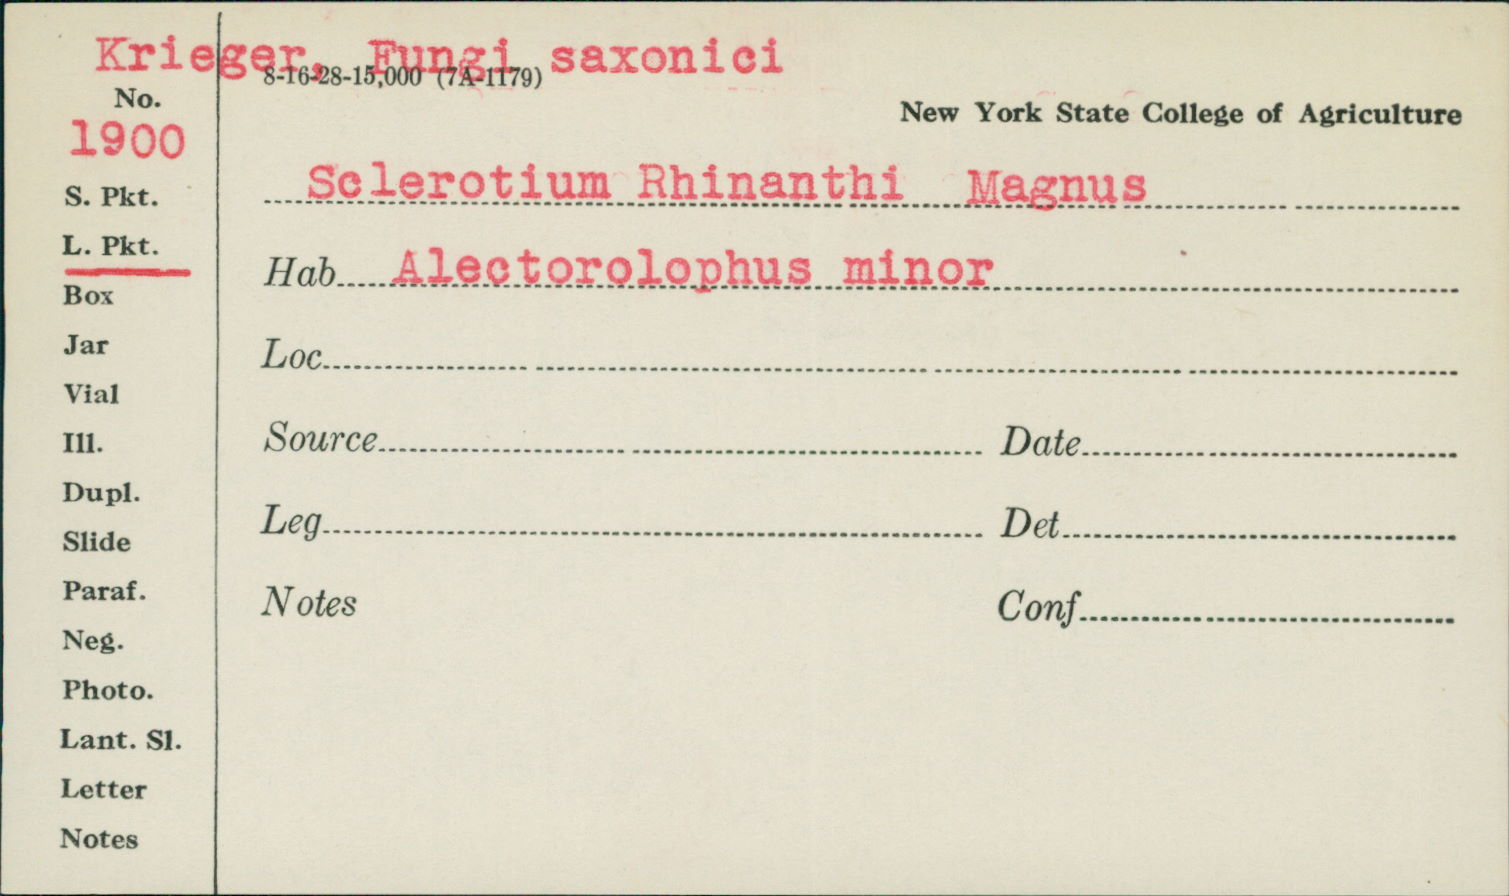 Krieger, Fungi saxonici
8-16-28-15,000 (7A-1179)
No.
1900
New York State College of Agriculture
Sclerotium Rhinanthi Magnus
S. Pkt.
L. Pkt.
Hab. Alectorolophus minor
Box
Jar
Loc.
Vial
Ill.
Source
Date
Dupl.
Slide
Leg.
Det.
Paraf.
Notes
Conf.
Neg.
Photo.
Lant. Sl.
Letter
Notes